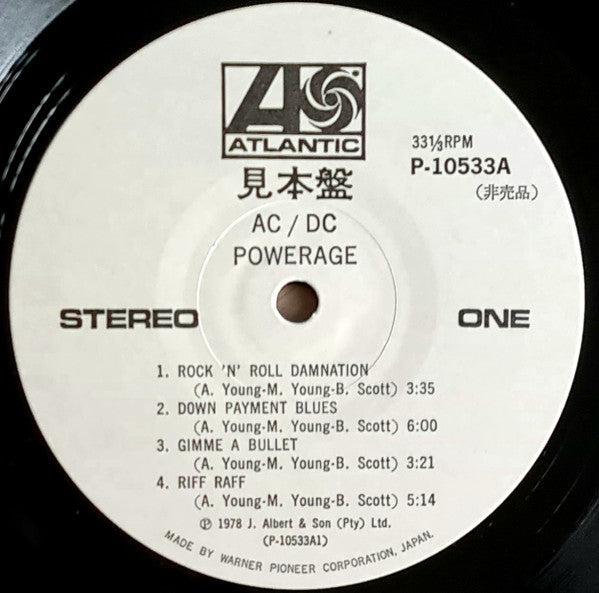 ATLANTIC
33⅓RPM
P-10533A
見本盤
(非売品)
AC / DC
POWERAGE
STEREO
ONE
1. ROCK 'N' ROLL DAMNATION
(A. Young-M. Young-B. Scott) 3:35
2. DOWN PAYMENT BLUES
(A. Young-M. Young-B. Scott) 6:00
3. GIMME A BULLET
(A. Young-M. Young-B. Scott) 3:21
4. RIFF RAFF
(A. Young-M. Young-B. Scott) 5:14
℗ 1978 J. Albert & Son (Pty) Ltd.
(P-10533A1)
MADE BY WARNER PIONEER CORPORATION, JAPAN.